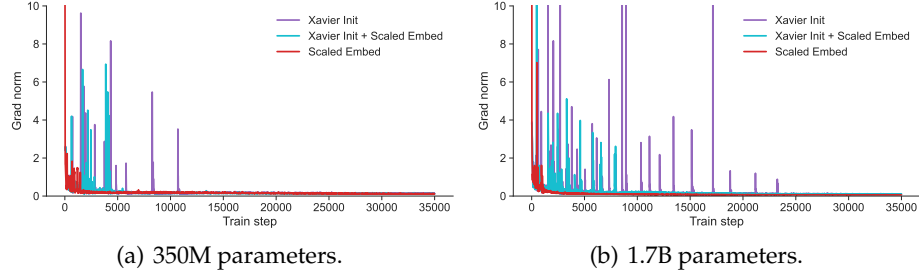 Xavier Init
Xavier Init + Scaled Embed
Scaled Embed
Grad norm
10
8
6
4
2
0
0 5000 10000 15000 20000 25000 30000 35000
Train step
(a) 350M parameters.
Xavier Init
Xavier Init + Scaled Embed
Scaled Embed
Grad norm
10
8
6
4
2
0
0 5000 10000 15000 20000 25000 30000 35000
Train step
(b) 1.7B parameters.